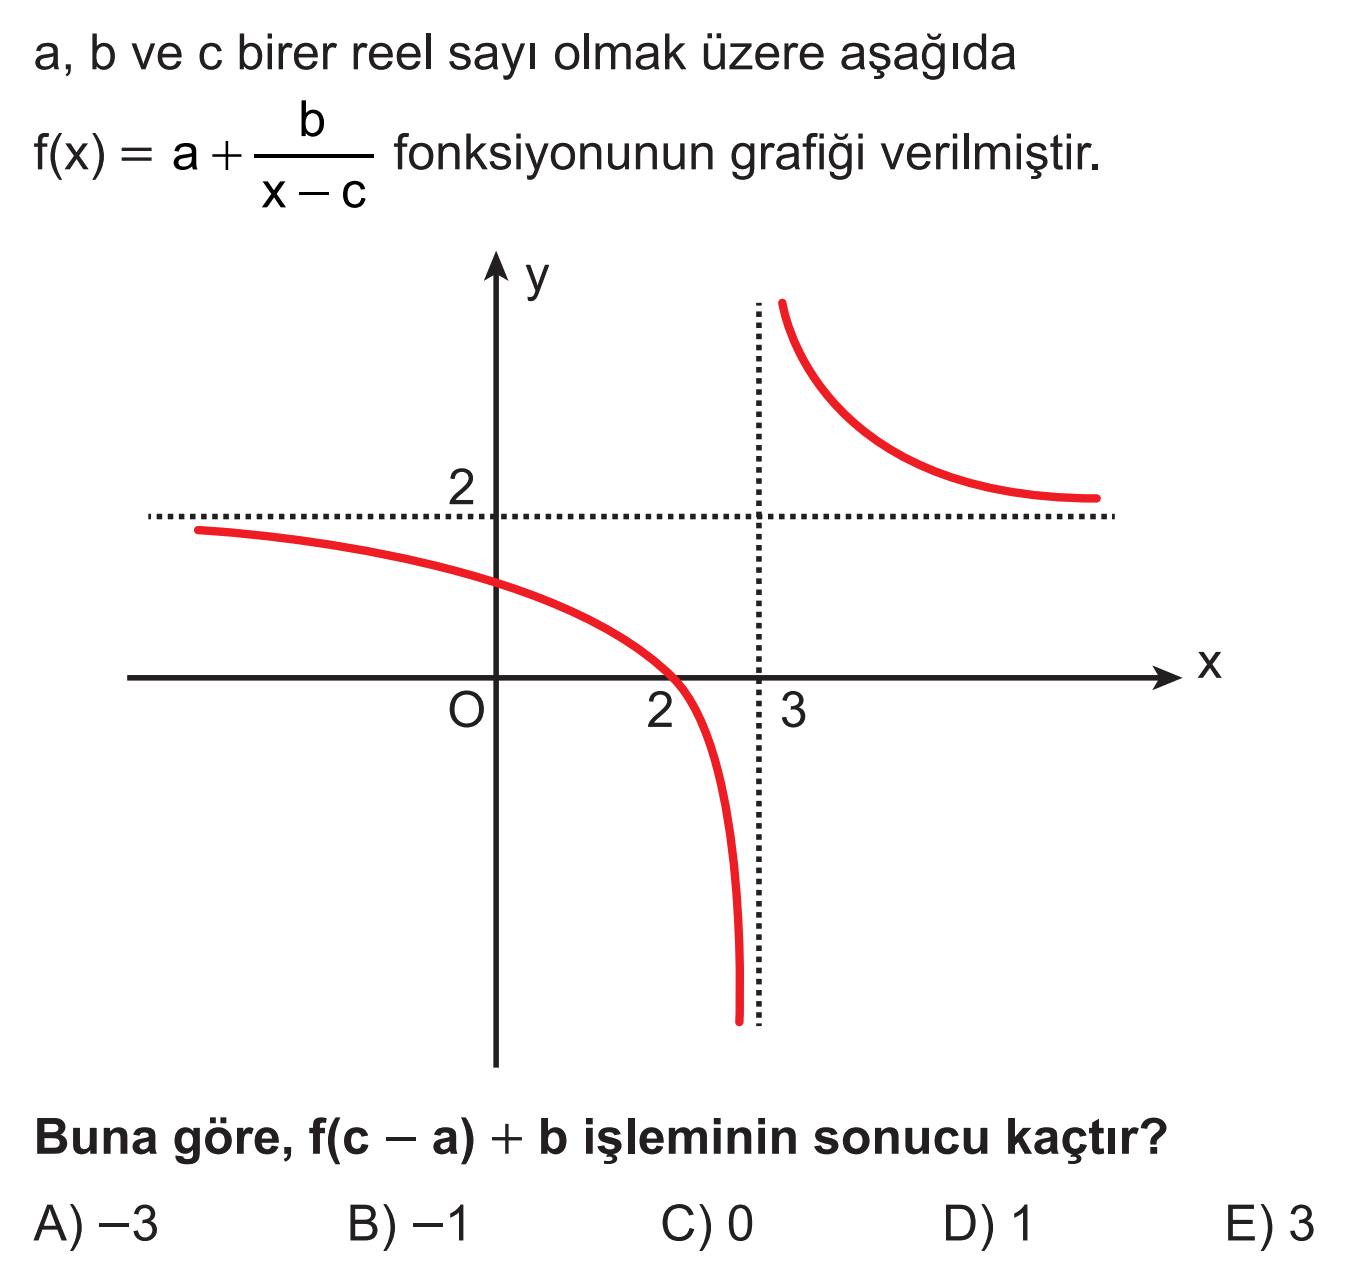 a, b ve c birer reel sayı olmak üzere aşağıda
f(x) = a + b / (x − c) fonksiyonunun grafiği verilmiştir.
y
2
x
O 2 3
Buna göre, f(c − a) + b işleminin sonucu kaçtır?
A) −3 B) −1 C) 0 D) 1 E) 3